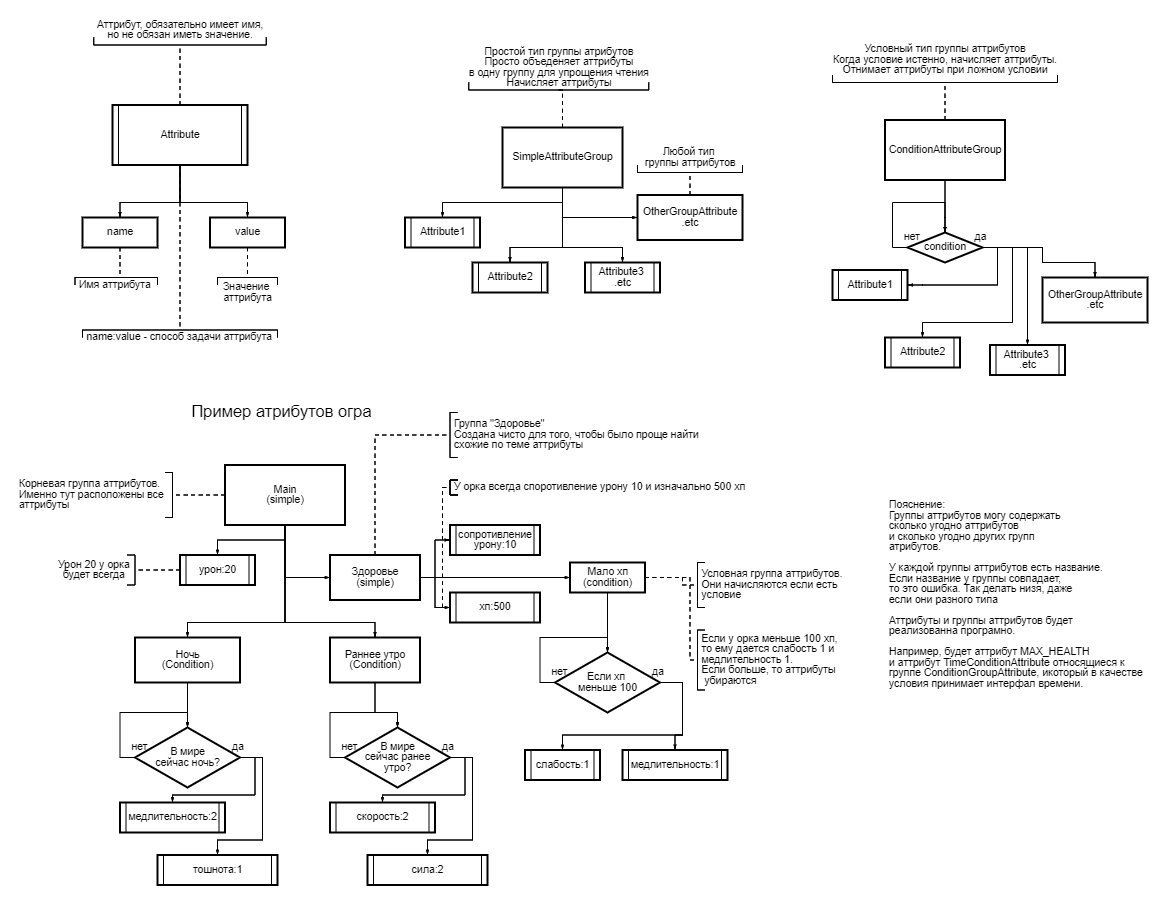 Аттрибут, обязательно имеет имя,
но не обязан иметь значение.
Attribute
name
value
Имя аттрибута
Значение
аттрибута
name:value - способ задачи аттрибута
Простой тип группы атрибутов
Просто объеденяет аттрибуты
в одну группу для упрощения чтения
Начисляет аттрибуты
SimpleAttributeGroup
Любой тип
группы аттрибутов
OtherGroupAttribute
.etc
Attribute1
Attribute2
Attribute3
.etc
Условный тип группы аттрибутов
Когда условие истенно, начисляет аттрибуты.
Отнимает аттрибуты при ложном условии
ConditionAttributeGroup
нет
да
condition
Attribute1
OtherGroupAttribute
.etc
Attribute2
Attribute3
.etc
Пример атрибутов огра
Корневая группа аттрибутов.
Именно тут расположены все
аттрибуты
Main
(simple)
Группа "Здоровье"
Создана чисто для того, чтобы было проще найти
схожие по теме аттрибуты
У орка всегда споротивление урону 10 и изначально 500 хп
Урон 20 у орка
будет всегда
урон:20
Здоровье
(simple)
сопротивление
урону:10
хп:500
Мало хп
(condition)
Условная группа аттрибутов.
Они начисляются если есть
условие
Если у орка меньше 100 хп,
то ему дается слабость 1 и
медлительность 1.
Если больше, то аттрибуты
убираются
нет
да
Если хп
меньше 100
слабость:1
медлительность:1
Ночь
(Condition)
нет
да
В мире
сейчас ночь?
медлительность:2
тошнота:1
Раннее утро
(Condition)
нет
да
В мире
сейчас ранее
утро?
скорость:2
сила:2
Пояснение:
Группы аттрибутов могу содержать
сколько угодно аттрибутов
и сколько угодно других групп
атрибутов.
У каждой группы аттрибутов есть название.
Если название у группы совпадает,
то это ошибка. Так делать низя, даже
если они разного типа
Аттрибуты и группы аттрибутов будет
реализованна програмно.
Например, будет аттрибут MAX_HEALTH
и аттрибут TimeConditionAttribute относящиеся к
группе ConditionGroupAttribute, икоторый в качестве
условия принимает интерфал времени.